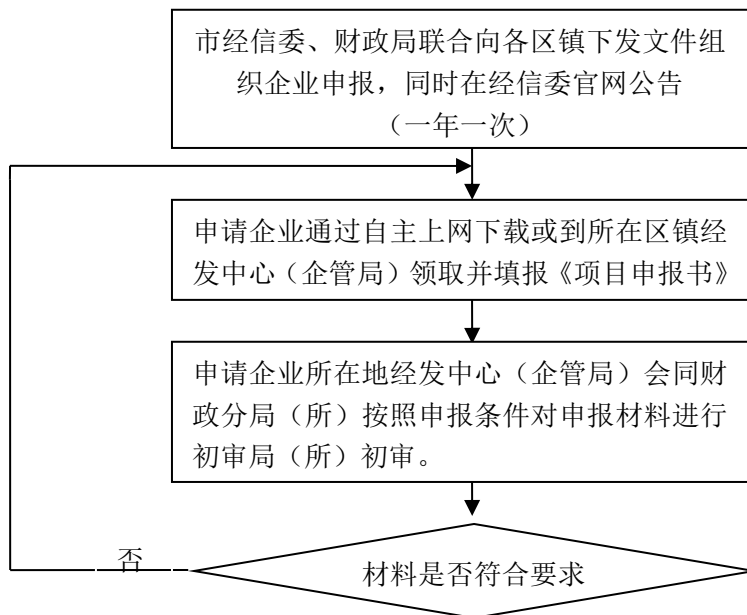 市经信委、财政局联合向各区镇下发文件组
织企业申报，同时在经信委官网公告
（一年一次）
申请企业通过自主上网下载或到所在区镇经
发中心（企管局）领取并填报《项目申报书》
申请企业所在地经发中心（企管局）会同财
政分局（所）按照申报条件对申报材料进行
初审局（所）初审。
否
材料是否符合要求